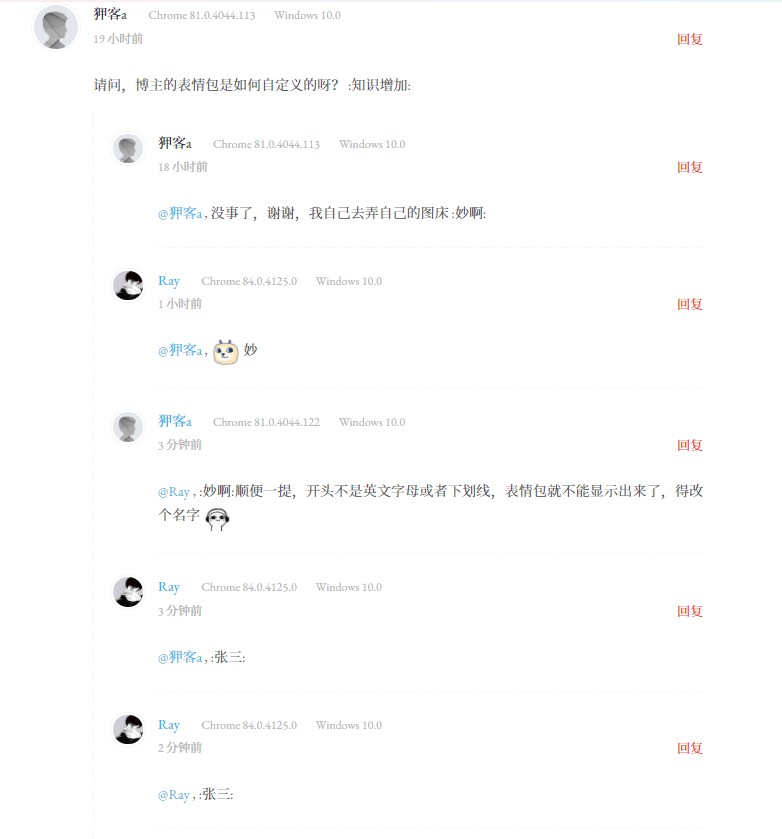 狎客a Chrome 81.0.4044.113 Windows 10.0
19 小时前 回复
请问，博主的表情包是如何自定义的呀？ :知识增加:
狎客a Chrome 81.0.4044.113 Windows 10.0
18 小时前 回复
@狎客a , 没事了，谢谢，我自己去弄自己的图床 :妙啊:
Ray Chrome 84.0.4125.0 Windows 10.0
1 小时前 回复
@狎客a , 妙
狎客a Chrome 81.0.4044.122 Windows 10.0
3 分钟前 回复
@Ray , :妙啊:顺便一提，开头不是英文字母或者下划线，表情包就不能显示出来了，得改
个名字
Ray Chrome 84.0.4125.0 Windows 10.0
3 分钟前 回复
@狎客a , :张三:
Ray Chrome 84.0.4125.0 Windows 10.0
2 分钟前 回复
@Ray , :张三: